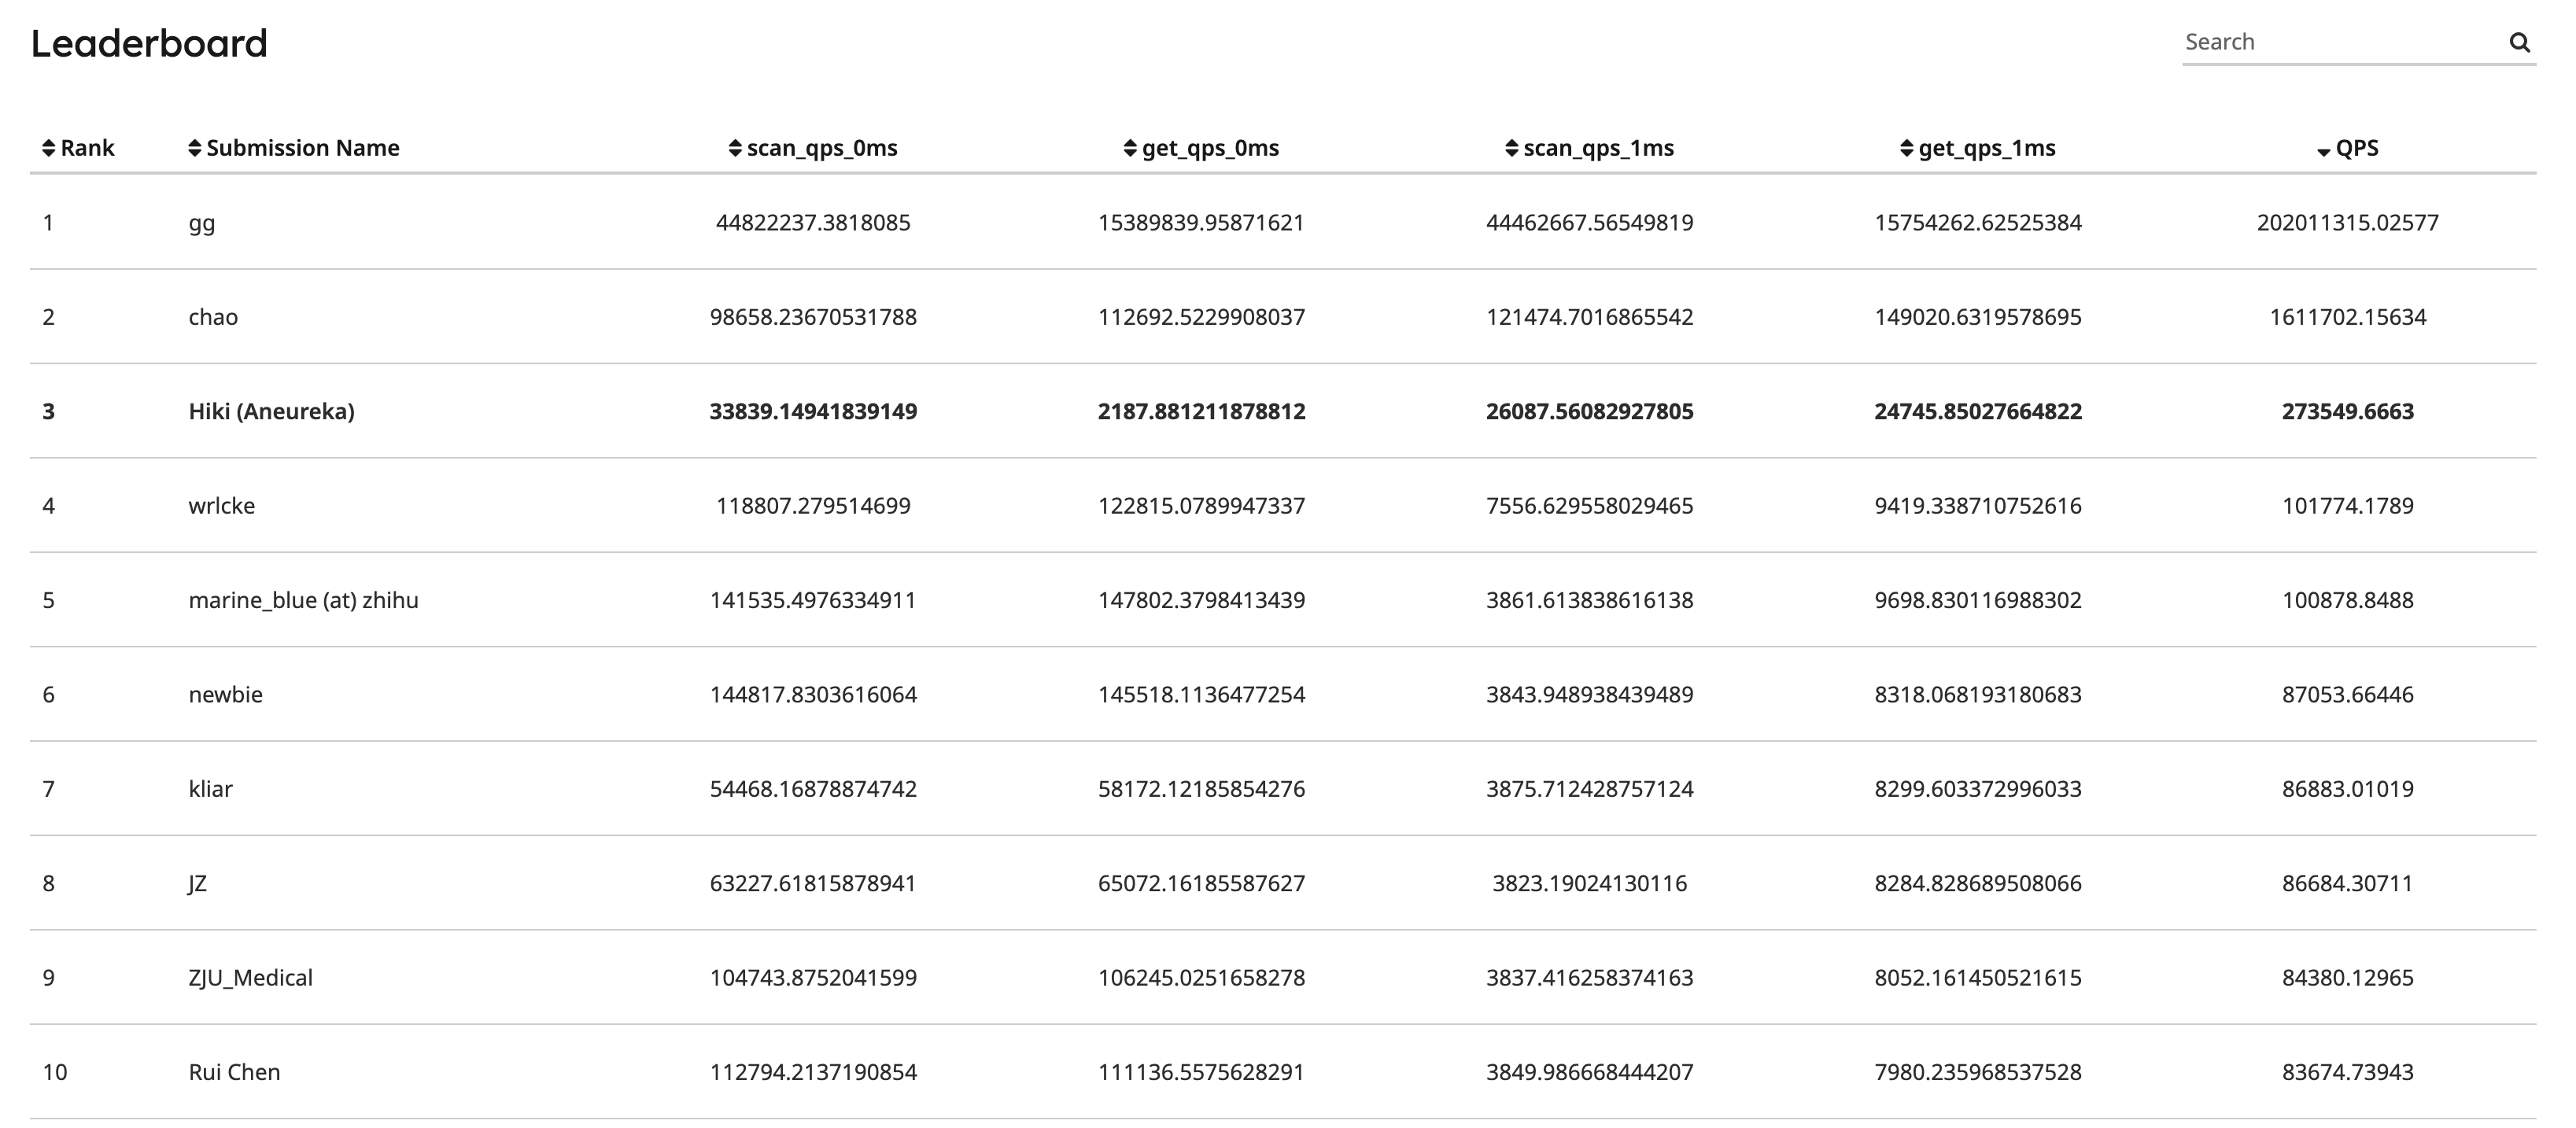 Leaderboard
Search
Rank Submission Name scan_qps_0ms get_qps_0ms scan_qps_1ms get_qps_1ms QPS
1 gg 44822237.3818085 15389839.95871621 44462667.56549819 15754262.62525384 202011315.02577
2 chao 98658.23670531788 112692.5229908037 121474.7016865542 149020.6319578695 1611702.15634
3 Hiki (Aneureka) 33839.14941839149 2187.881211878812 26087.56082927805 24745.85027664822 273549.6663
4 wrlcke 118807.279514699 122815.0789947337 7556.629558029465 9419.338710752616 101774.1789
5 marine_blue (at) zhihu 141535.4976334911 147802.3798413439 3861.613838616138 9698.830116988302 100878.8488
6 newbie 144817.8303616064 145518.1136477254 3843.948938439489 8318.068193180683 87053.66446
7 kliar 54468.16878874742 58172.12185854276 3875.712428757124 8299.603372996033 86883.01019
8 JZ 63227.61815878941 65072.16185587627 3823.19024130116 8284.828689508066 86684.30711
9 ZJU_Medical 104743.8752041599 106245.0251658278 3837.416258374163 8052.161450521615 84380.12965
10 Rui Chen 112794.2137190854 111136.5575628291 3849.986668444207 7980.235968537528 83674.73943